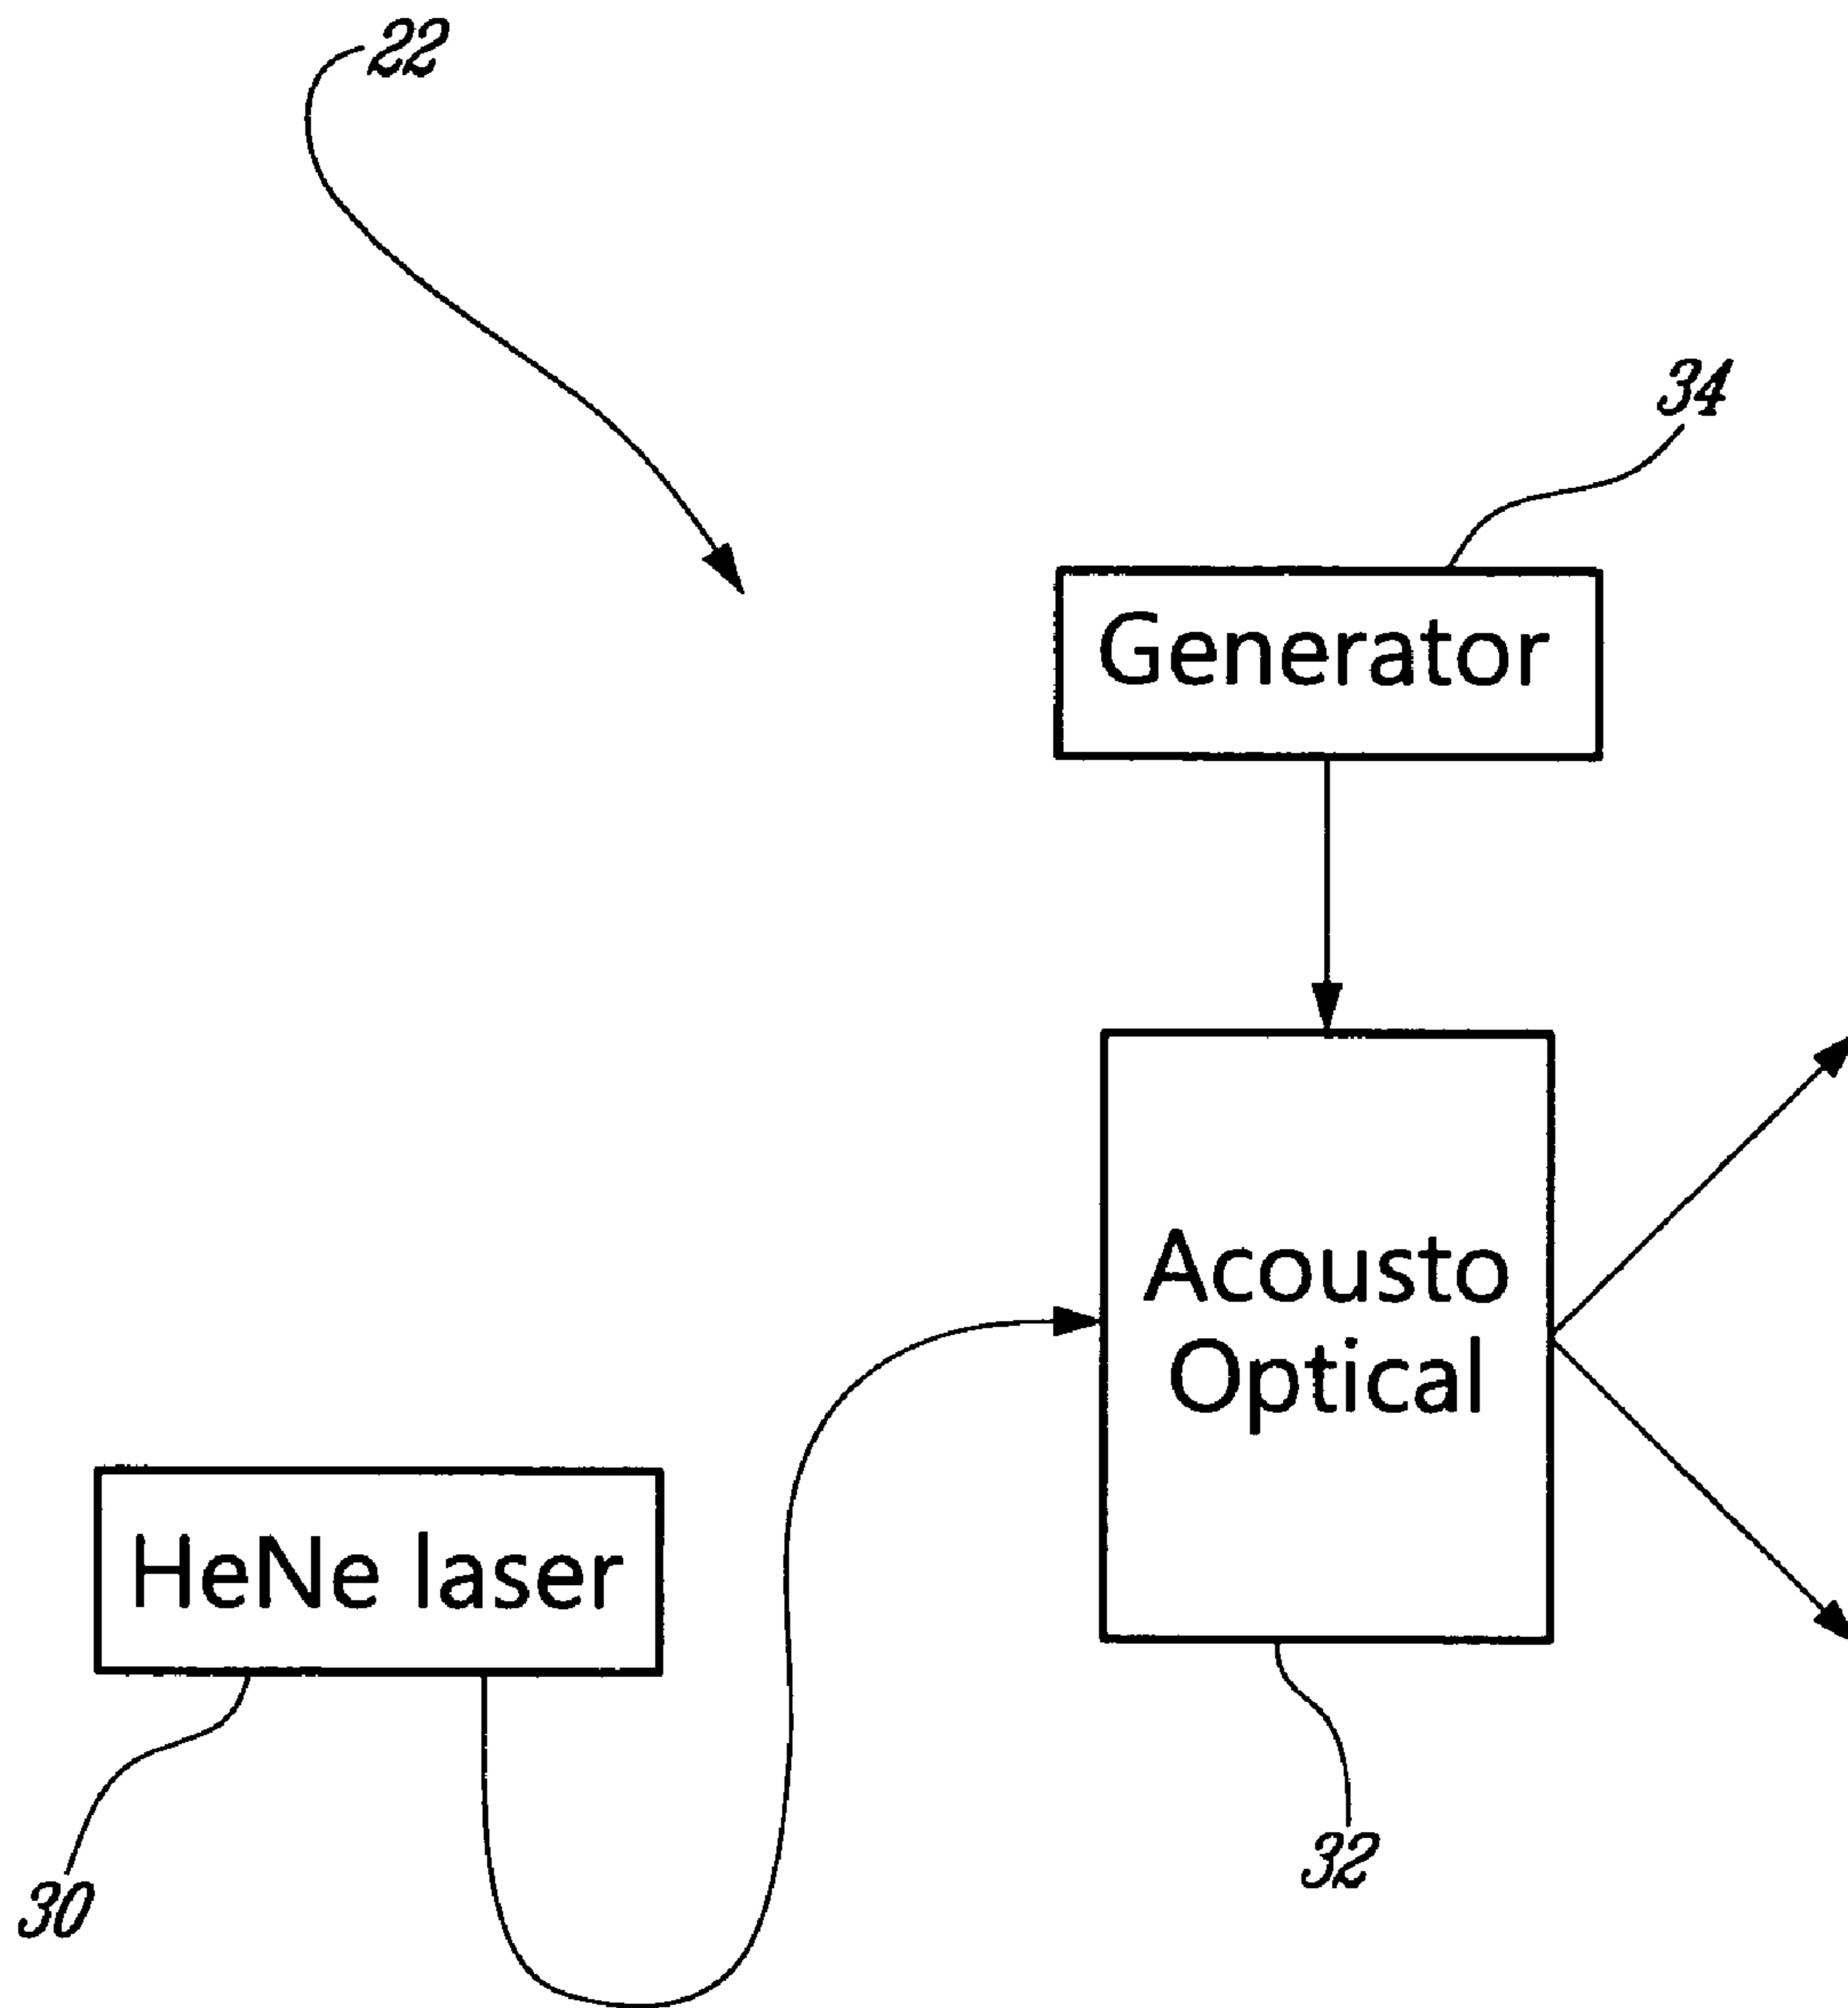 22
34
Generator
Acousto
Optical
HeNe laser
32
30